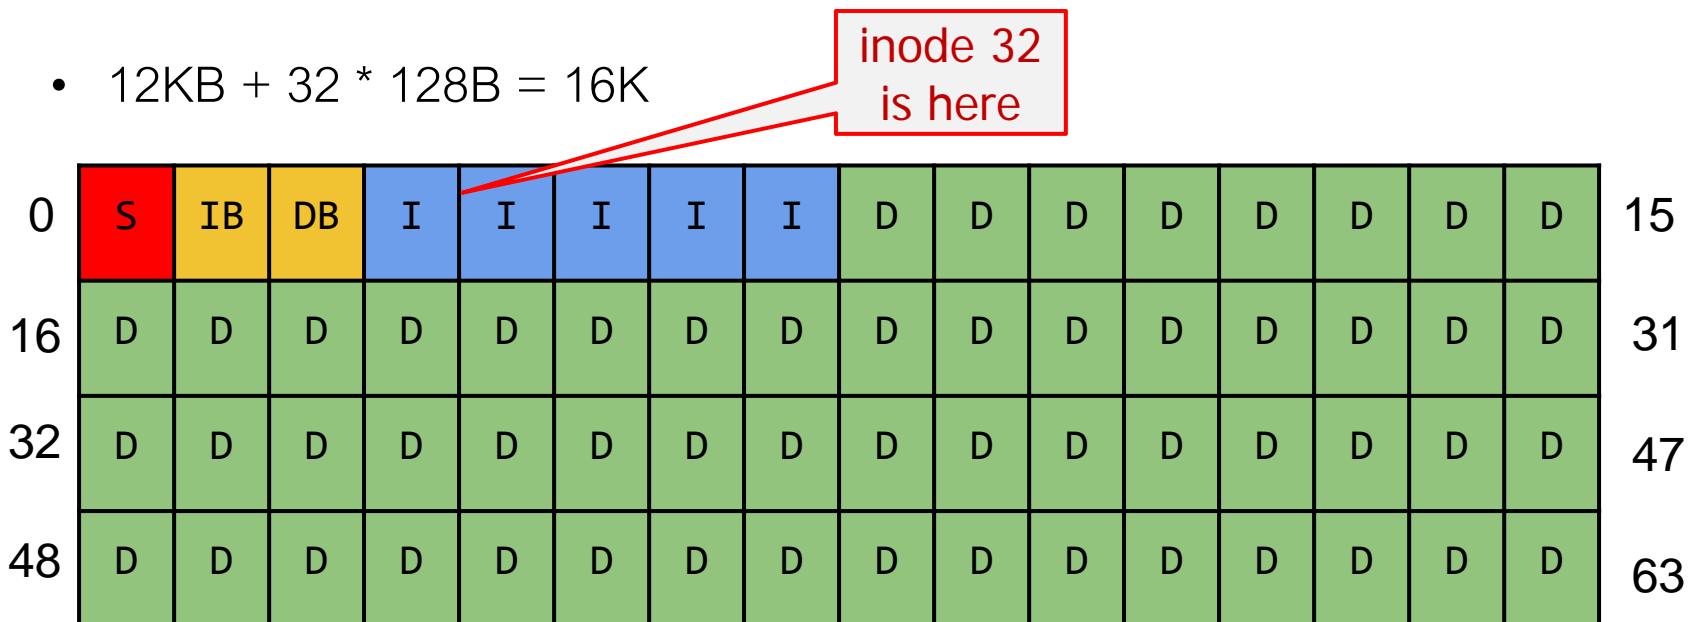 inode 32
is here
• 12KB + 32 * 128B = 16K
0 S IB DB I I I I I D D D D D D D D 15
16 D D D D D D D D D D D D D D D D 31
32 D D D D D D D D D D D D D D D D 47
48 D D D D D D D D D D D D D D D D 63